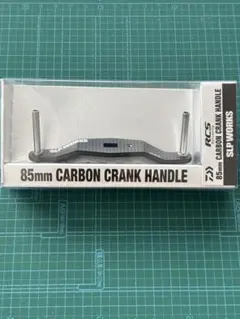 85mm CARBON CRANK HANDLE
RCS
85mm CARBON CRANK HANDLE
SLP WORKS